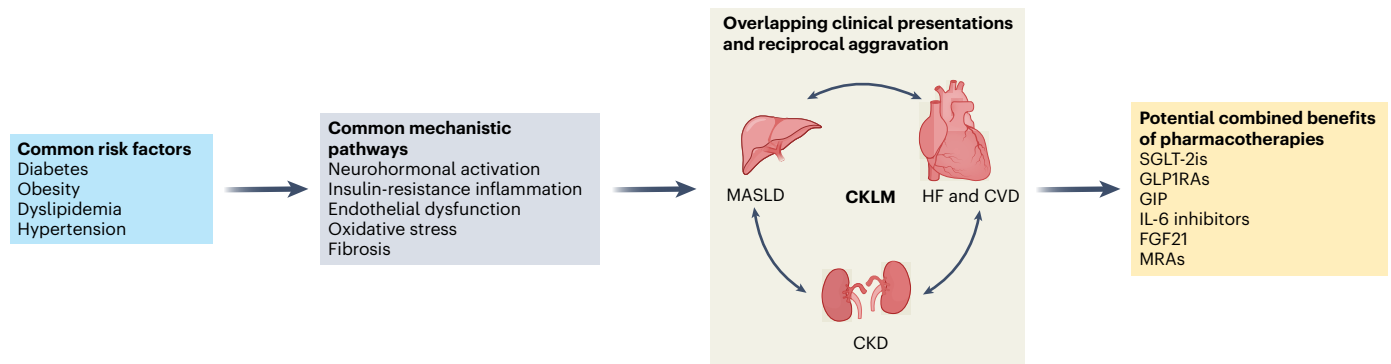 Common risk factors
Diabetes
Obesity
Dyslipidemia
Hypertension
Common mechanistic
pathways
Neurohormonal activation
Insulin-resistance inflammation
Endothelial dysfunction
Oxidative stress
Fibrosis
Overlapping clinical presentations
and reciprocal aggravation
MASLD
CKLM
HF and CVD
CKD
Potential combined benefits
of pharmacotherapies
SGLT-2is
GLP1RAs
GIP
IL-6 inhibitors
FGF21
MRAs